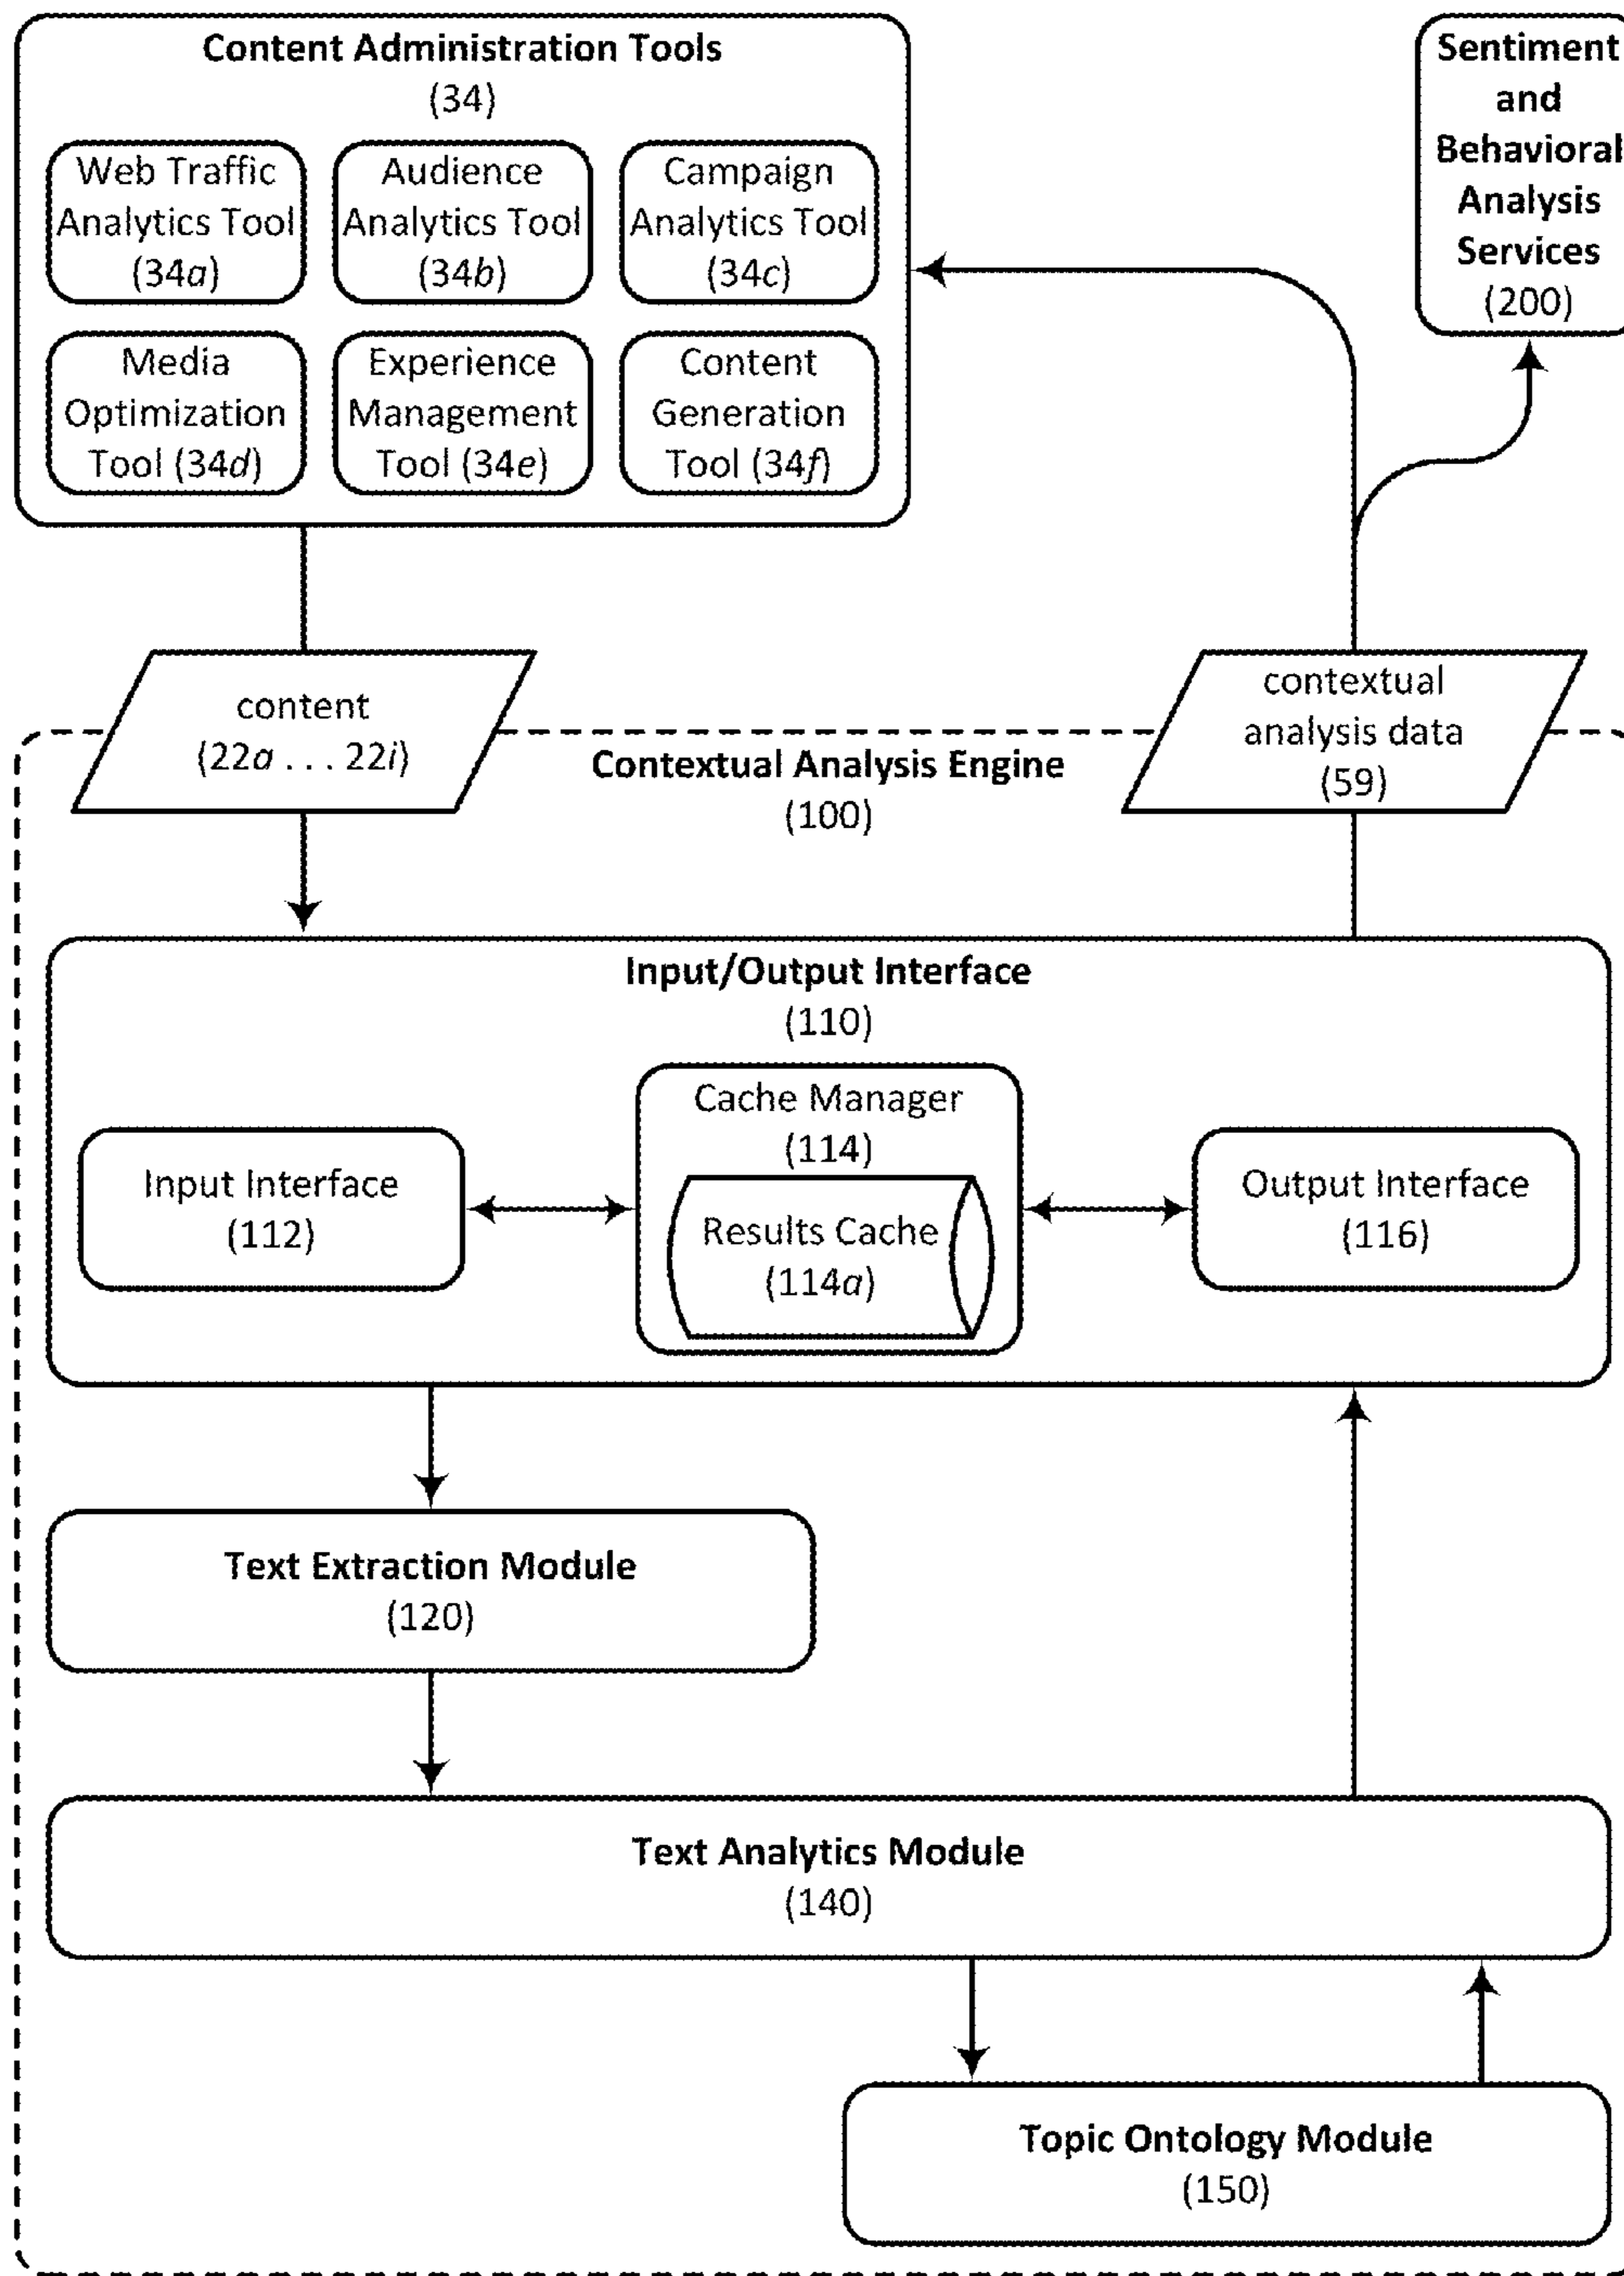 Content Administration Tools
(34)
Web Traffic
Analytics Tool
(34a)
Audience
Analytics Tool
(34b)
Campaign
Analytics Tool
(34c)
Media
Optimization
Tool (34d)
Experience
Management
Tool (34e)
Content
Generation
Tool (34f)
Sentiment
and
Behavioral
Analysis
Services
(200)
content
(22a . . . 22i)
contextual
analysis data
(59)
Contextual Analysis Engine
(100)
Input/Output Interface
(110)
Input Interface
(112)
Cache Manager
(114)
Results Cache
(114a)
Output Interface
(116)
Text Extraction Module
(120)
Text Analytics Module
(140)
Topic Ontology Module
(150)